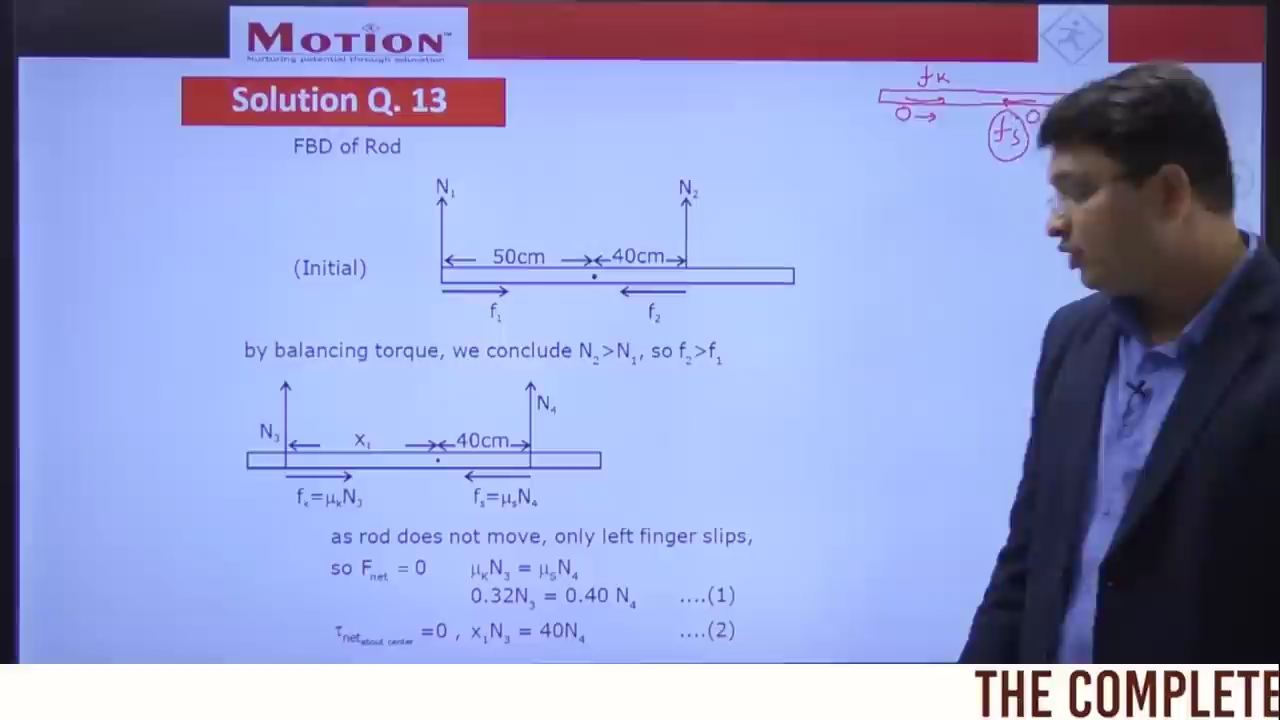 MOTION™
Nurturing potential through education
Solution Q. 13
fK
fS
FBD of Rod
N₁
N₂
(Initial)
50cm
40cm
f₁
f₂
by balancing torque, we conclude N₂>N₁, so f₂>f₁
N₃
x₁
40cm
N₄
fₖ=μₖN₃
fₛ=μₛN₄
as rod does not move, only left finger slips,
so Fnet = 0 μKN₃ = μSN₄
0.32N₃ = 0.40 N₄ ....(1)
τnet about center =0 , x₁N₃ = 40N₄ ....(2)
THE COMPLETE